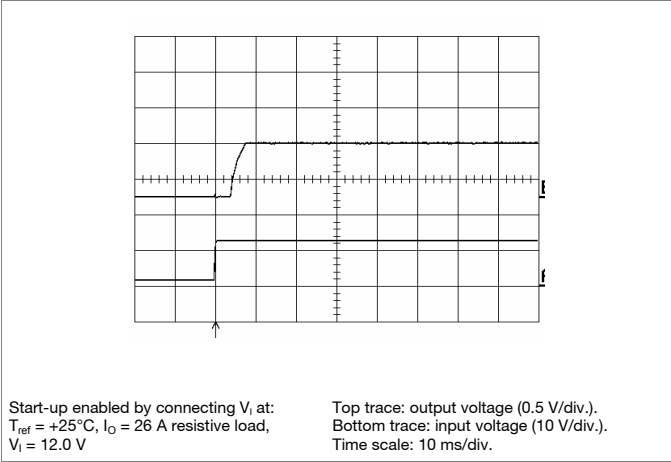 Start-up enabled by connecting VI at:
Tref = +25°C, IO = 26 A resistive load,
VI = 12.0 V
Top trace: output voltage (0.5 V/div.).
Bottom trace: input voltage (10 V/div.).
Time scale: 10 ms/div.